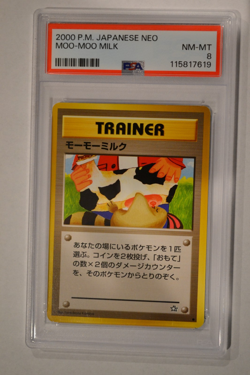 2000 P.M. JAPANESE NEO
NM-MT
MOO-MOO MILK
8
PSA
115817619
TRAINER
モーモーミルク
あなたの場にいるポケモンを1匹
選ぶ。コインを2枚投げ、「おもて」
の数×2個のダメージカウンター
を、そのポケモンからとりのぞく。